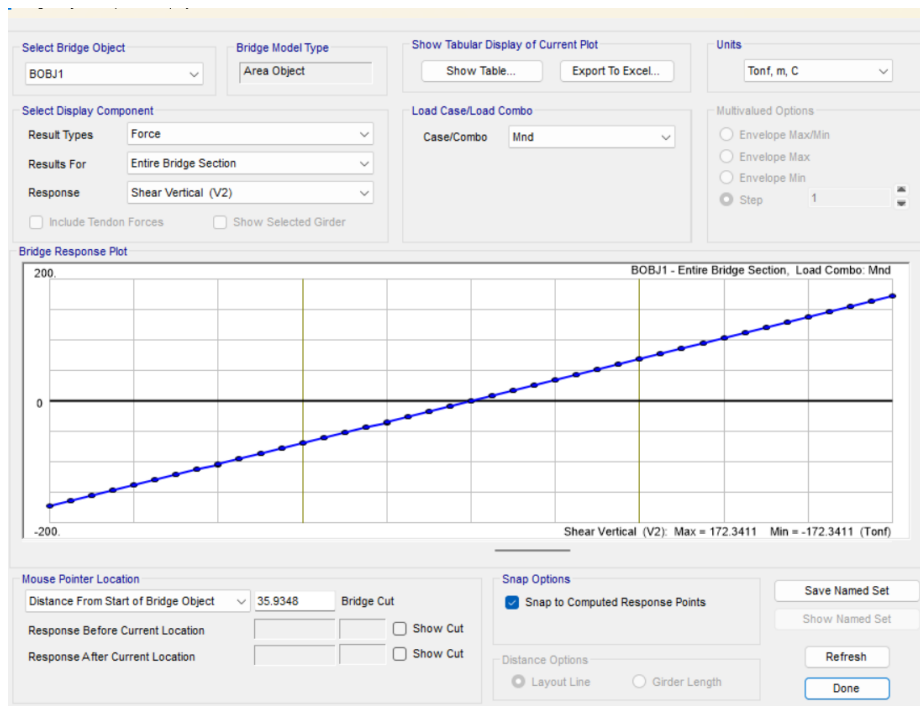 Select Bridge Object
BOBJ1
Bridge Model Type
Area Object
Show Tabular Display of Current Plot
Show Table...
Export To Excel...
Units
Tonf, m, C
Select Display Component
Result Types
Force
Results For
Entire Bridge Section
Response
Shear Vertical (V2)
Include Tendon Forces
Show Selected Girder
Load Case/Load Combo
Case/Combo
Mnd
Multivalued Options
Envelope Max/Min
Envelope Max
Envelope Min
Step
1
Bridge Response Plot
200.
BOBJ1 - Entire Bridge Section, Load Combo: Mnd
0
-200.
Shear Vertical (V2): Max = 172.3411 Min = -172.3411 (Tonf)
Mouse Pointer Location
Distance From Start of Bridge Object
35.9348
Bridge Cut
Response Before Current Location
Show Cut
Response After Current Location
Show Cut
Snap Options
Snap to Computed Response Points
Distance Options
Layout Line
Girder Length
Save Named Set
Show Named Set
Refresh
Done